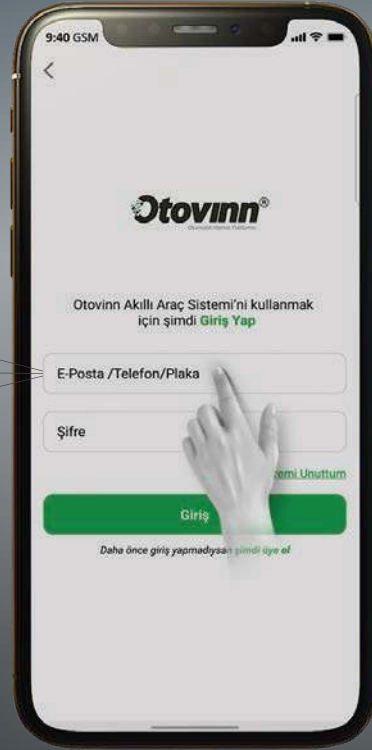 9:40 GSM
Otovinn®
Otovinn Akıllı Araç Sistemi'ni kullanmak
için şimdi Giriş Yap
E-Posta /Telefon/Plaka
Şifre
Unuttum
Giriş
Daha önce giriş yapmadıysan şimdi üye ol